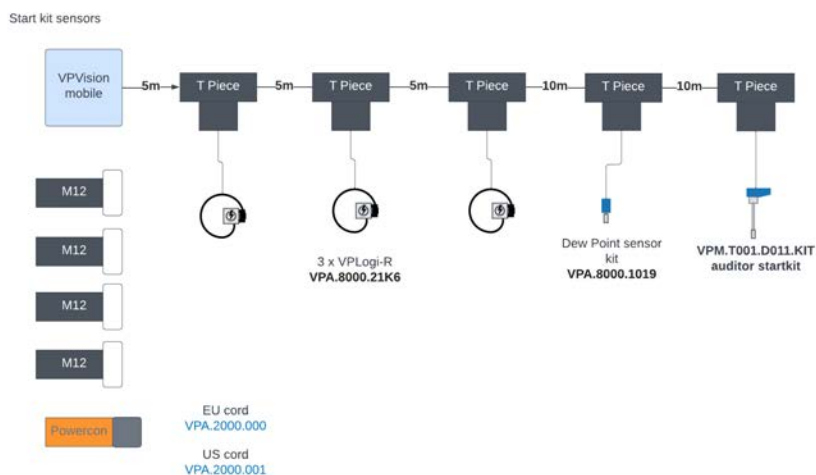 Start kit sensors
VPVision
mobile
5m
T Piece
5m
T Piece
5m
T Piece
10m
T Piece
10m
T Piece
M12
M12
M12
M12
3 x VPLogi-R
VPA.8000.21K6
Dew Point sensor
kit
VPA.8000.1019
VPM.T001.D011.KIT
auditor startkit
Powercon
EU cord
VPA.2000.000
US cord
VPA.2000.001